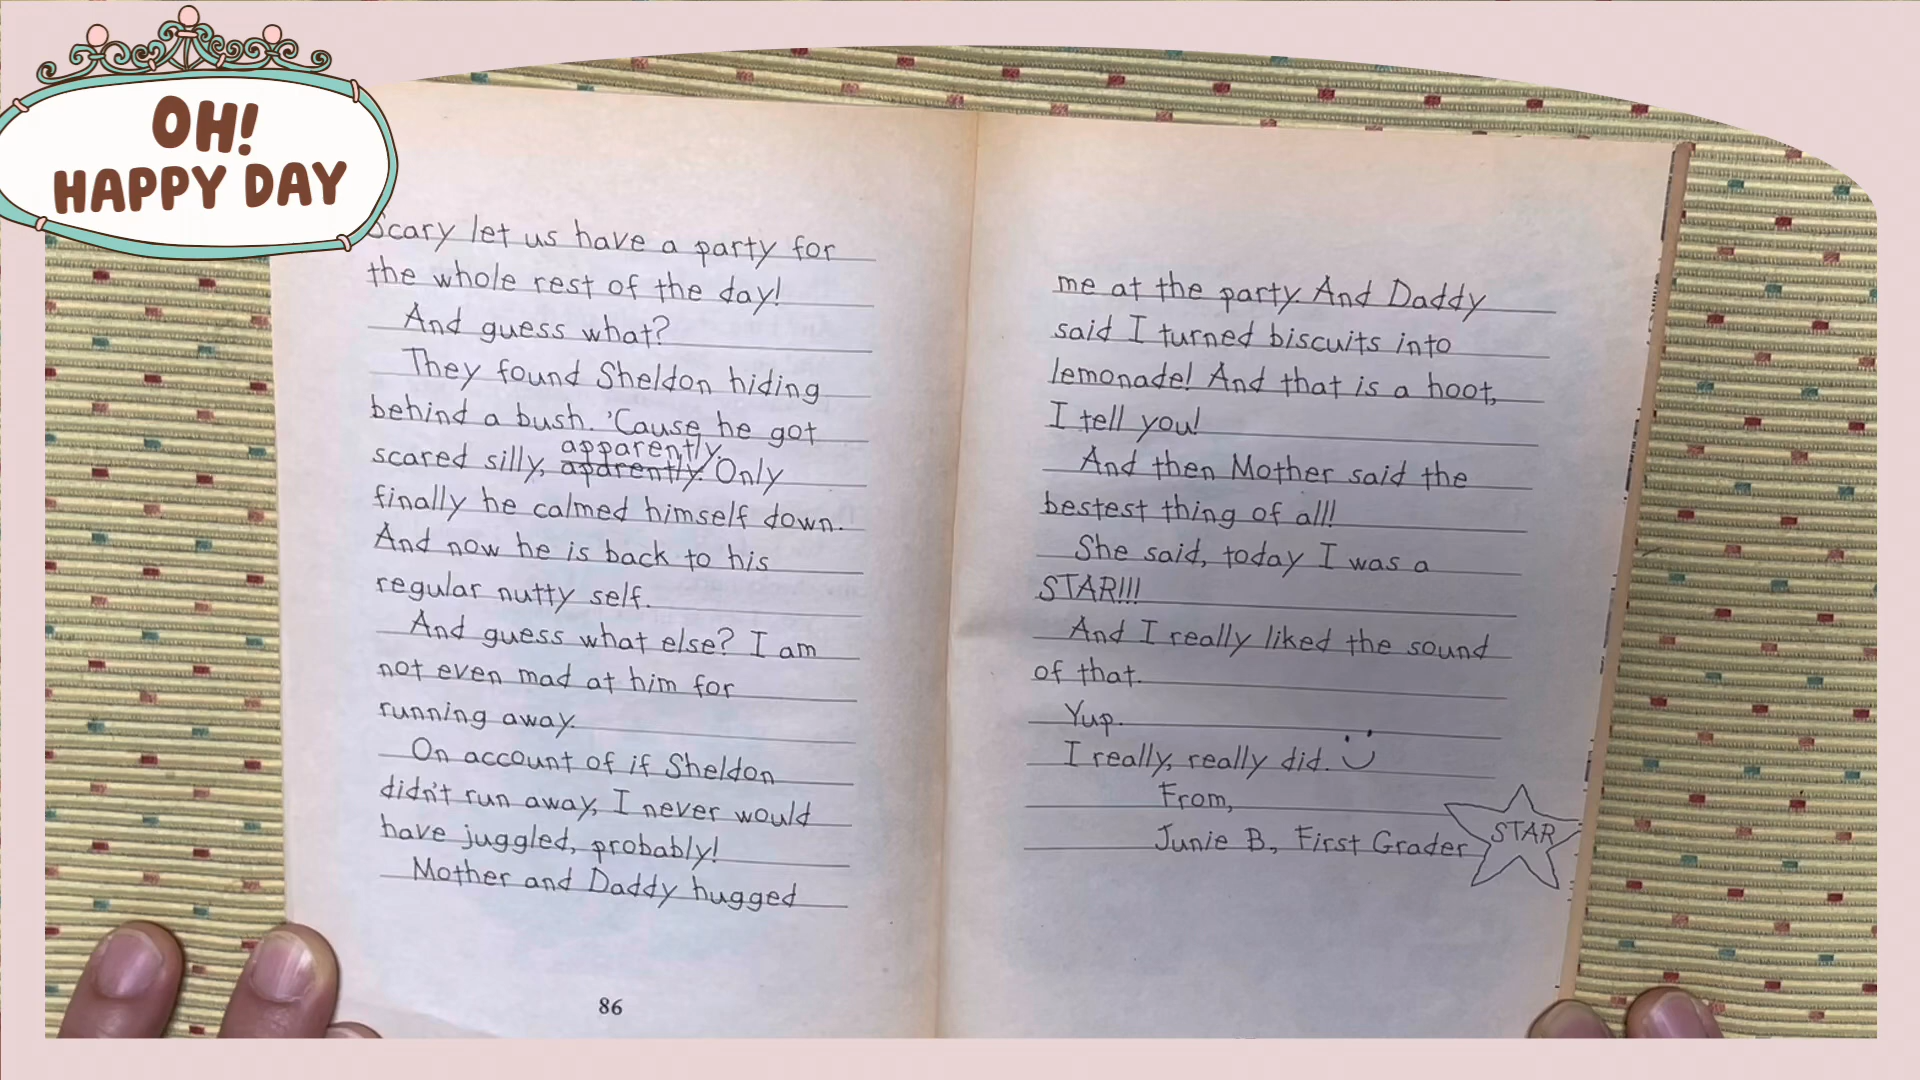 OH!
HAPPY DAY
Scary let us have a party for
the whole rest of the day!
And guess what?
They found Sheldon hiding
behind a bush. 'Cause he got
apparently.
scared silly, aparently. Only
finally he calmed himself down.
And now he is back to his
regular nutty self.
And guess what else? I am
not even mad at him for
running away.
On account of if Sheldon
didn't run away, I never would
have juggled, probably!
Mother and Daddy hugged
86
me at the party. And Daddy
said I turned biscuits into
lemonade! And that is a hoot,
I tell you!
And then Mother said the
bestest thing of all!
She said, today I was a
STAR!!!
And I really liked the sound
of that.
Yup.
I really, really did.
From,
Junie B., First Grader
STAR